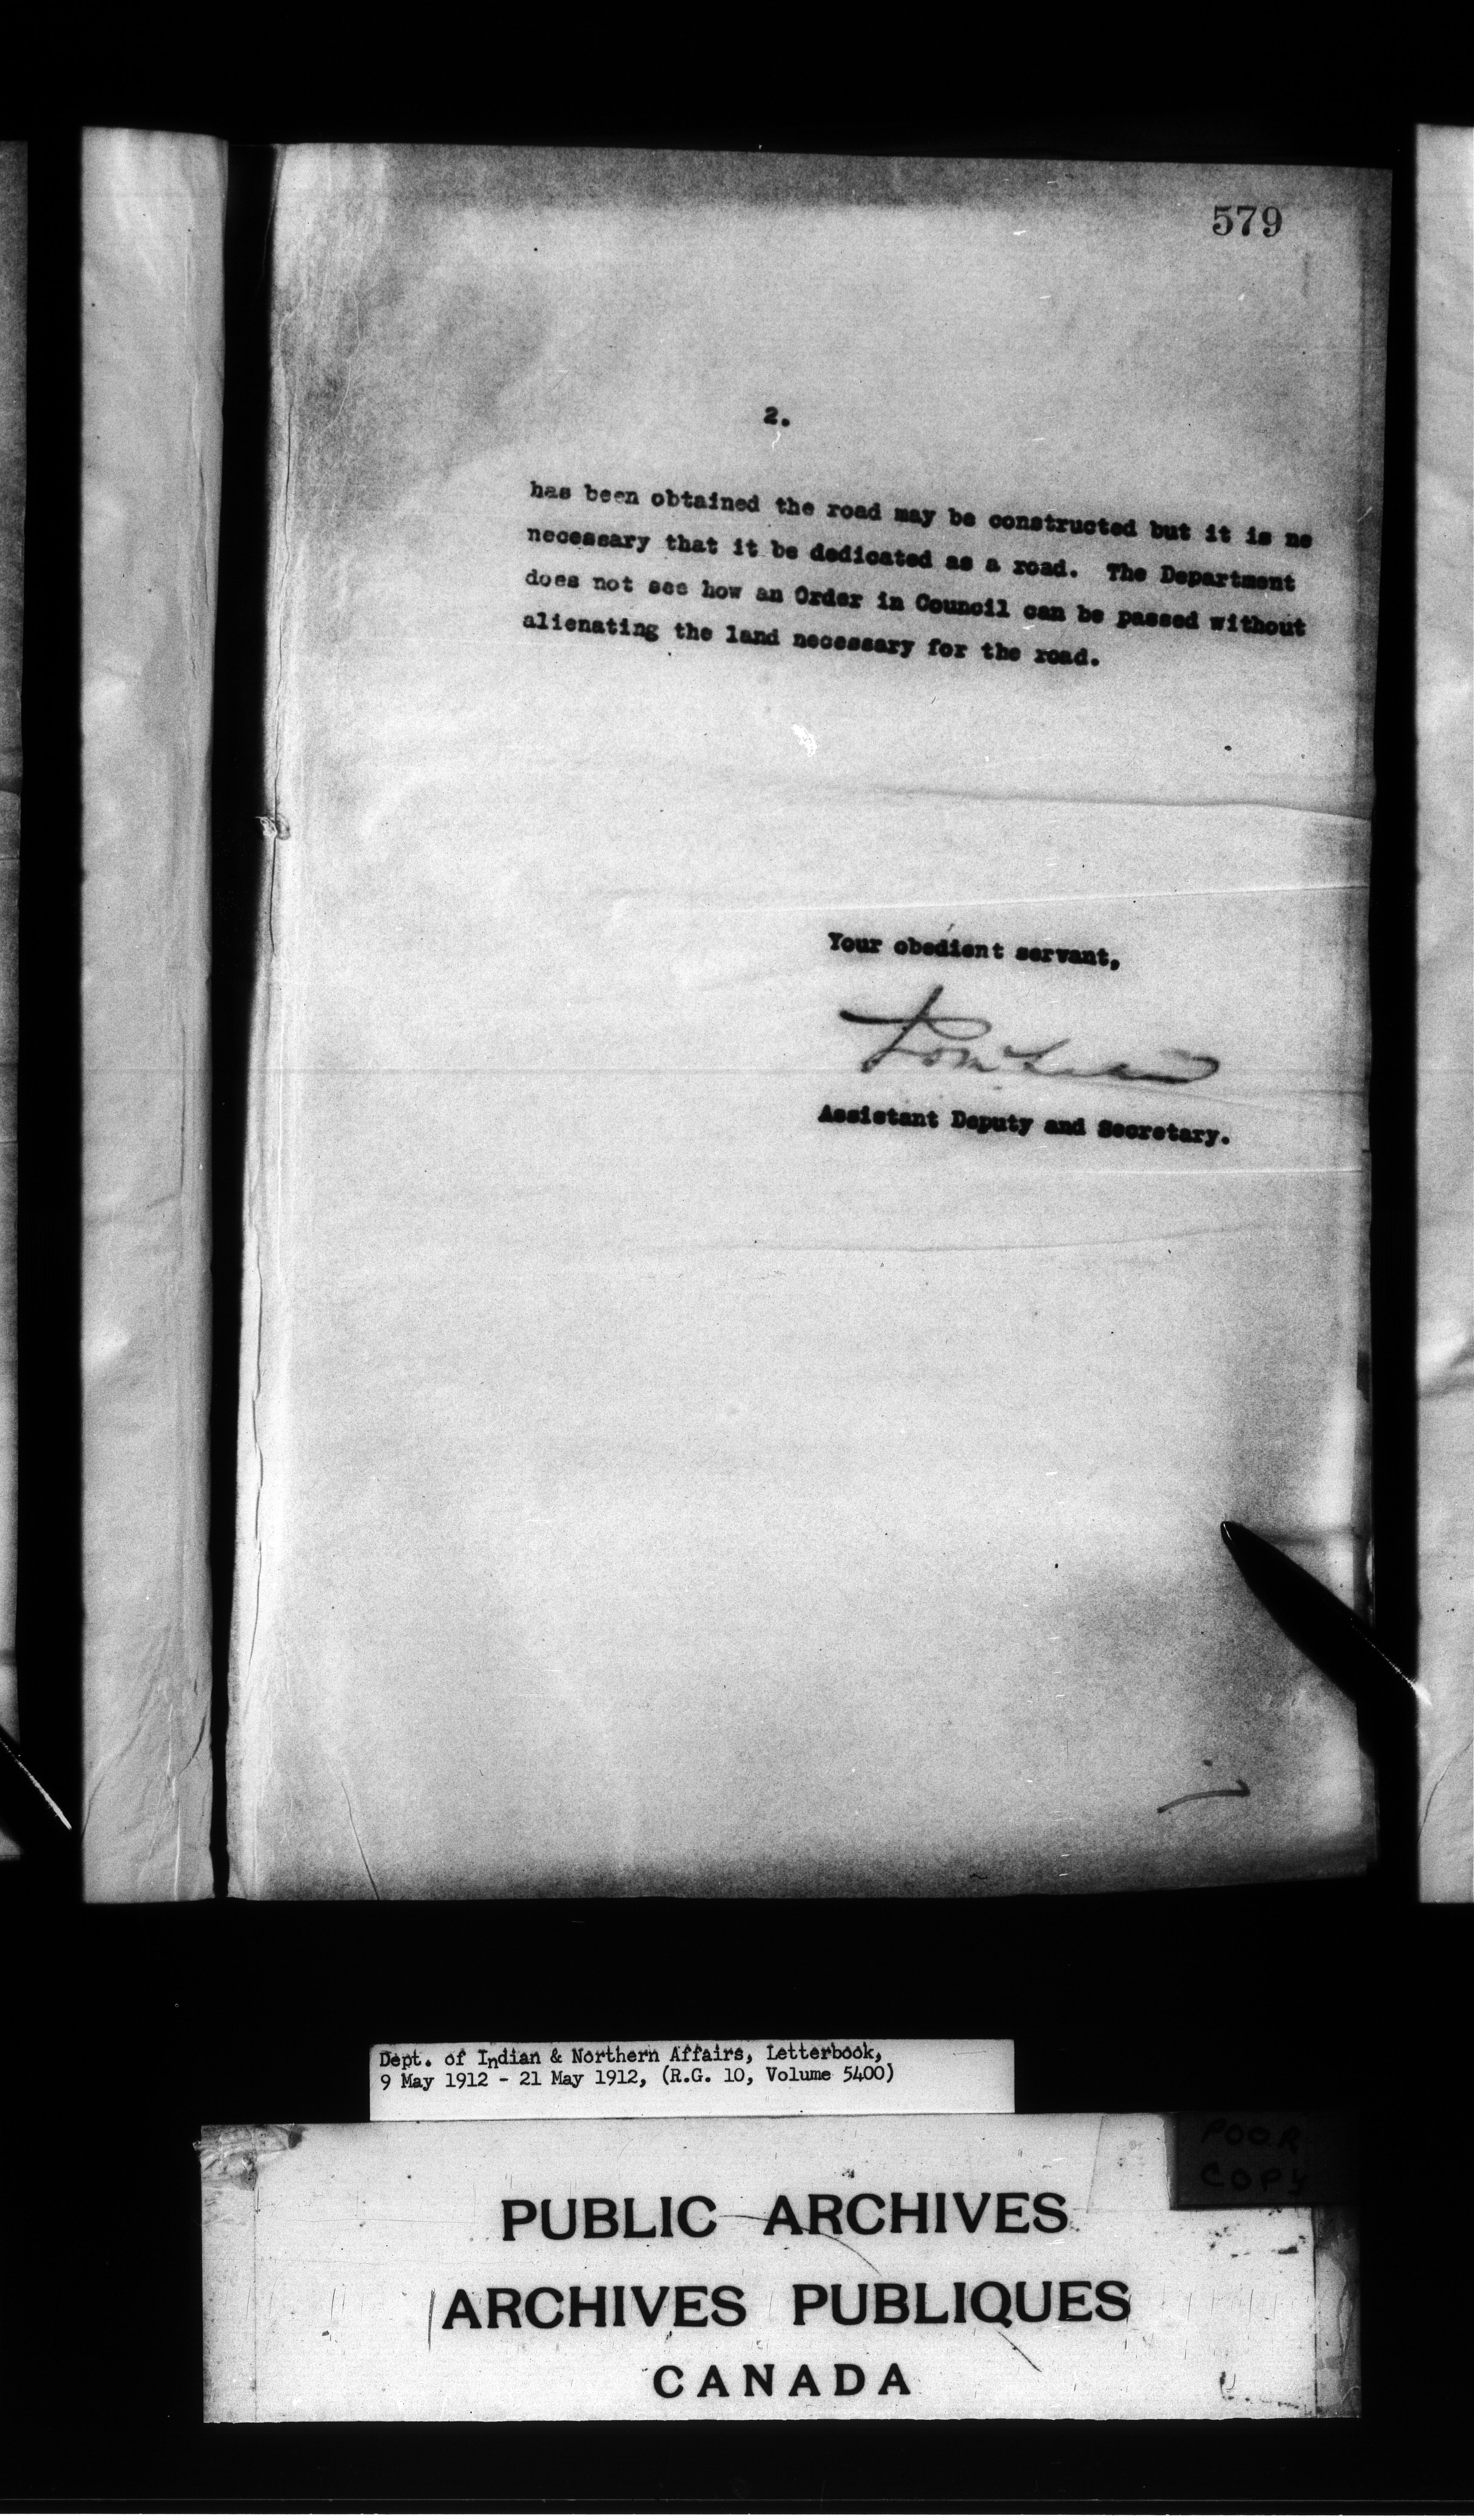 579
2.
has been obtained the road may be constructed but it is ne
necessary that it be dedicated as a road. The Department
does not see how an Order in Council can be passed without
alienating the land necessary for the road.
Your obedient servant,
Assistant Deputy and Secretary.
Dept. of Indian & Northern Affairs, Letterbook,
9 May 1912 - 21 May 1912, (R.G. 10, Volume 5400)
POOR
COPY
PUBLIC ARCHIVES
ARCHIVES PUBLIQUES
CANADA